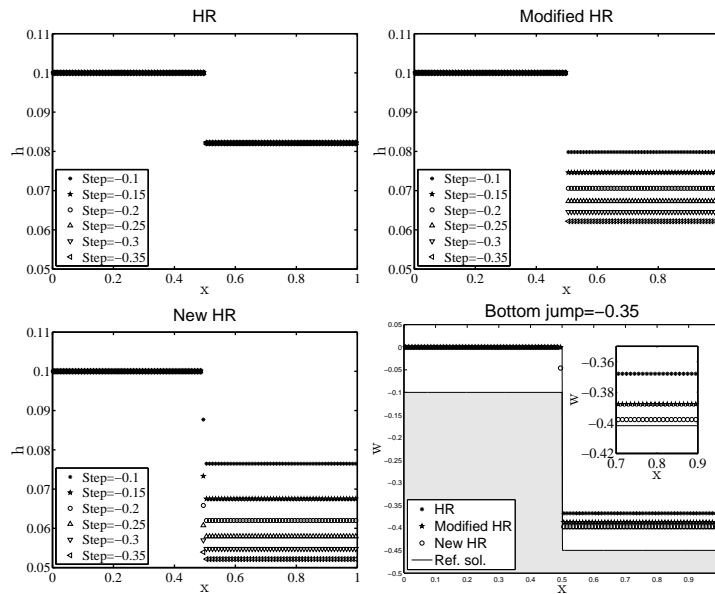 HR
0.11
0.1
0.09
0.08
0.07
0.06
0.05
h
Step=−0.1
Step=−0.15
Step=−0.2
Step=−0.25
Step=−0.3
Step=−0.35
0
0.2
0.4
0.6
0.8
1
x
Modified HR
0.11
0.1
0.09
0.08
0.07
0.06
0.05
h
Step=−0.1
Step=−0.15
Step=−0.2
Step=−0.25
Step=−0.3
Step=−0.35
0
0.2
0.4
0.6
0.8
x
New HR
0.11
0.1
0.09
0.08
0.07
0.06
0.05
h
Step=−0.1
Step=−0.15
Step=−0.2
Step=−0.25
Step=−0.3
Step=−0.35
0
0.2
0.4
0.6
0.8
1
x
Bottom jump=−0.35
0.05
0
−0.05
−0.1
−0.15
−0.2
−0.25
−0.3
−0.35
−0.4
−0.45
−0.5
w
−0.36
−0.38
−0.4
−0.42
w
0.7
0.8
0.9
x
HR
Modified HR
New HR
Ref. sol.
0
0.1
0.2
0.3
0.4
0.5
0.6
0.7
0.8
0.9
x